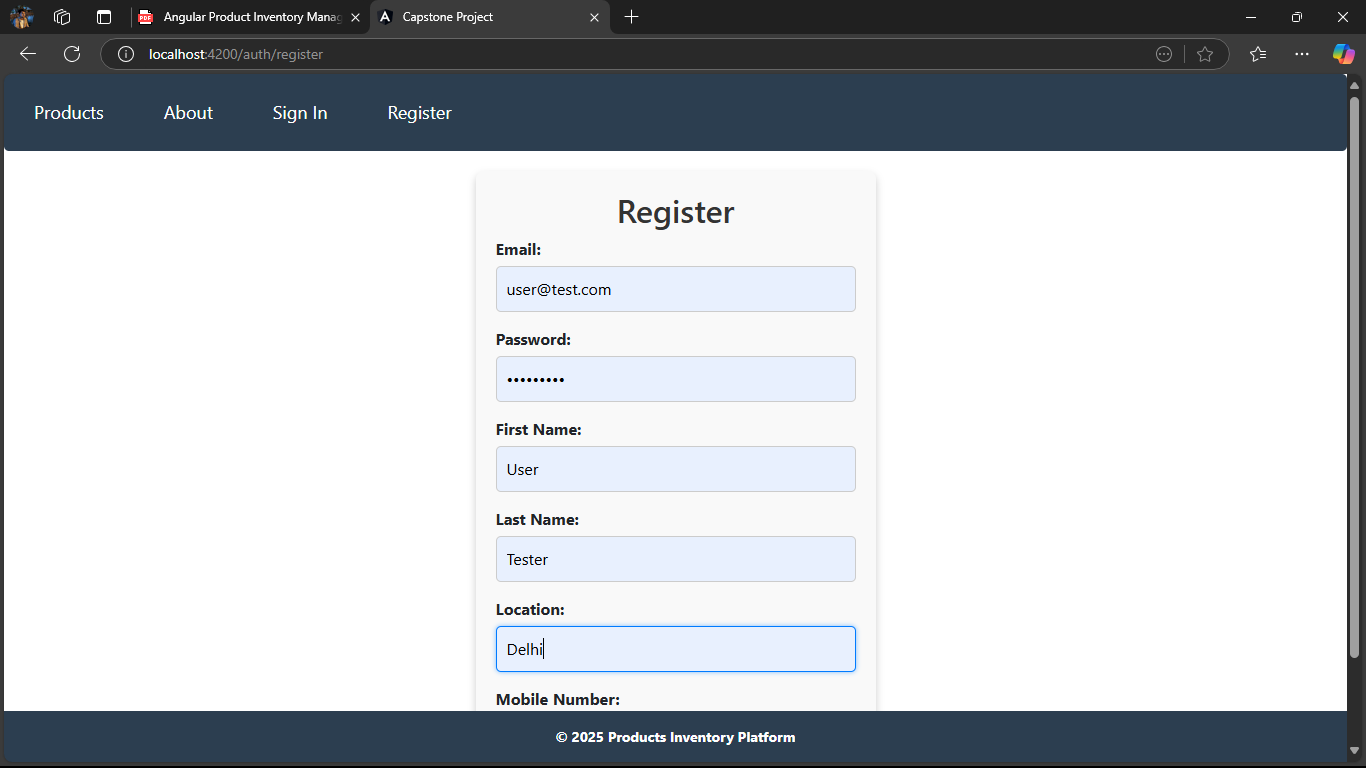 Angular Product Inventory Manag
Capstone Project
localhost:4200/auth/register
Products About Sign In Register
Register
Email:
user@test.com
Password:
•••••••••
First Name:
User
Last Name:
Tester
Location:
Delhi
Mobile Number:
© 2025 Products Inventory Platform